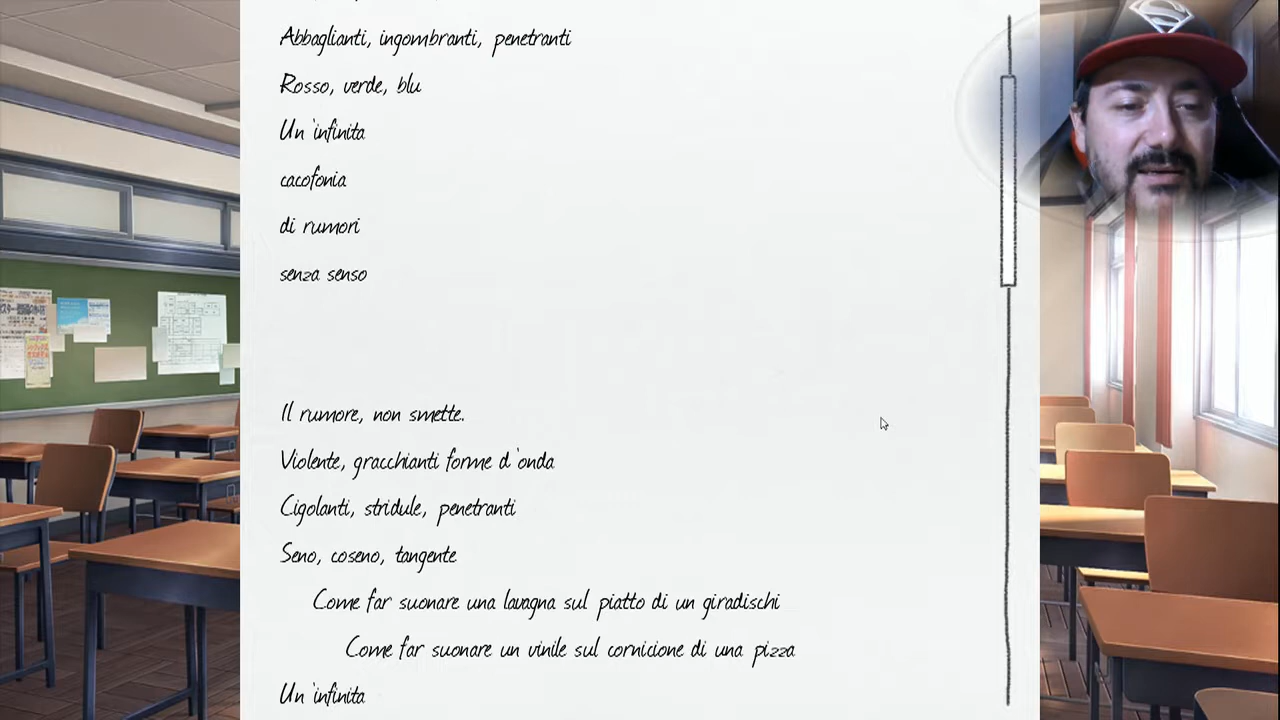 Abbaglianti, ingombranti, penetranti
Rosso, verde, blu
Un'infinita
cacofonia
di rumori
senza senso
Il rumore, non smette.
Violente, gracchianti forme d'onda
Cigolanti, stridule, penetranti
Seno, coseno, tangente
Come far suonare una lavagna sul piatto di un giradischi
Come far suonare un vinile sul cornicione di una pizza
Un'infinita